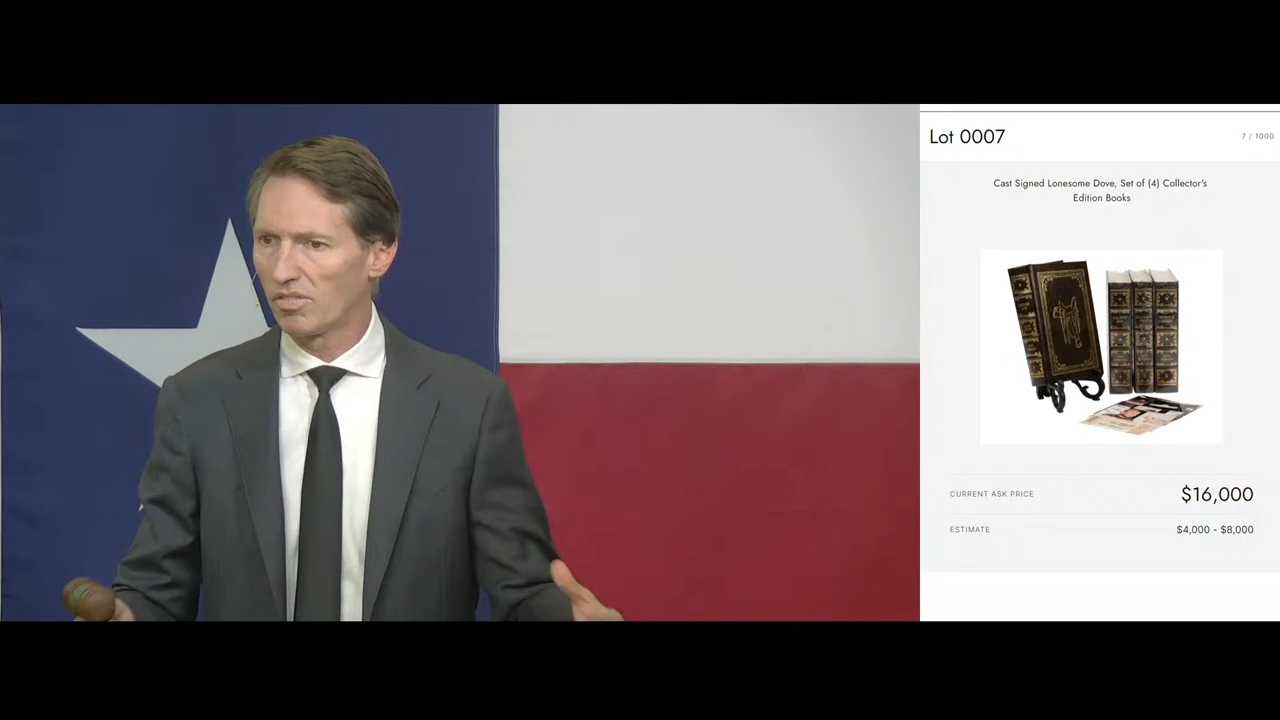 Lot 0007
7 / 1000
Cast Signed Lonesome Dove, Set of (4) Collector's
Edition Books
CURRENT ASK PRICE
$16,000
ESTIMATE
$4,000 - $8,000